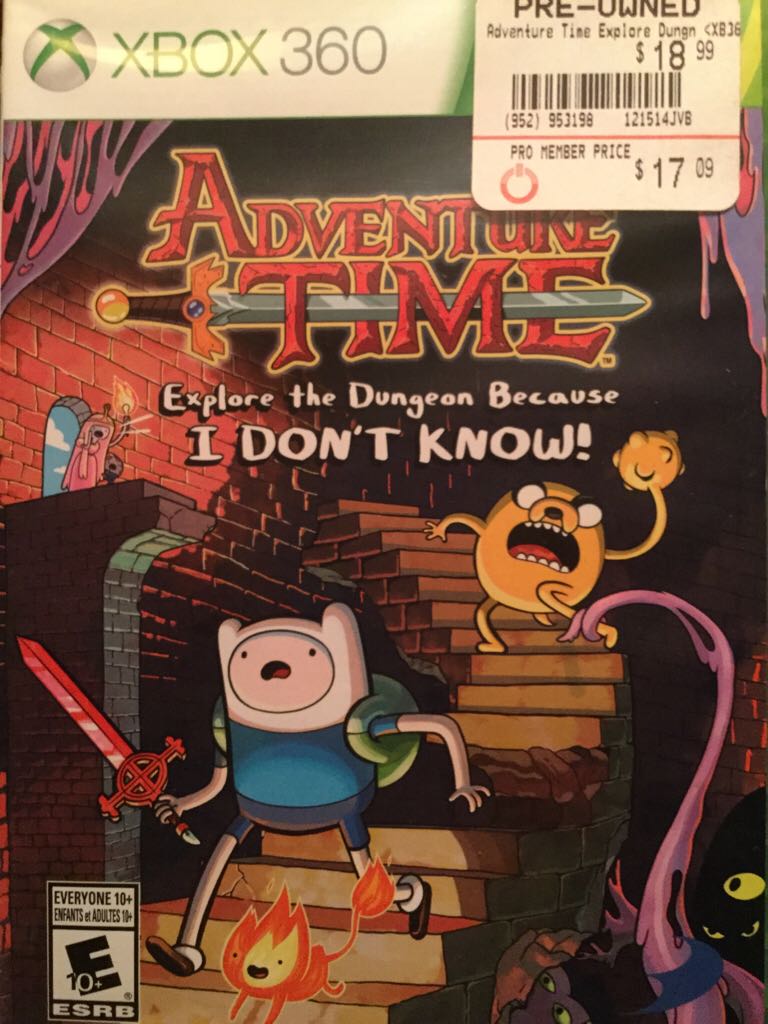 XBOX 360
PRE-OWNED
Adventure Time Explore Dungn <XB36
$ 18 99
(952) 953198 121514JVB
PRO MEMBER PRICE
$ 17 09
ADVENTURE
TIME
TM
Explore the Dungeon Because
I DON'T KNOW!
EVERYONE 10+
ENFANTS et ADULTES 10+
E
10+
®
ESRB